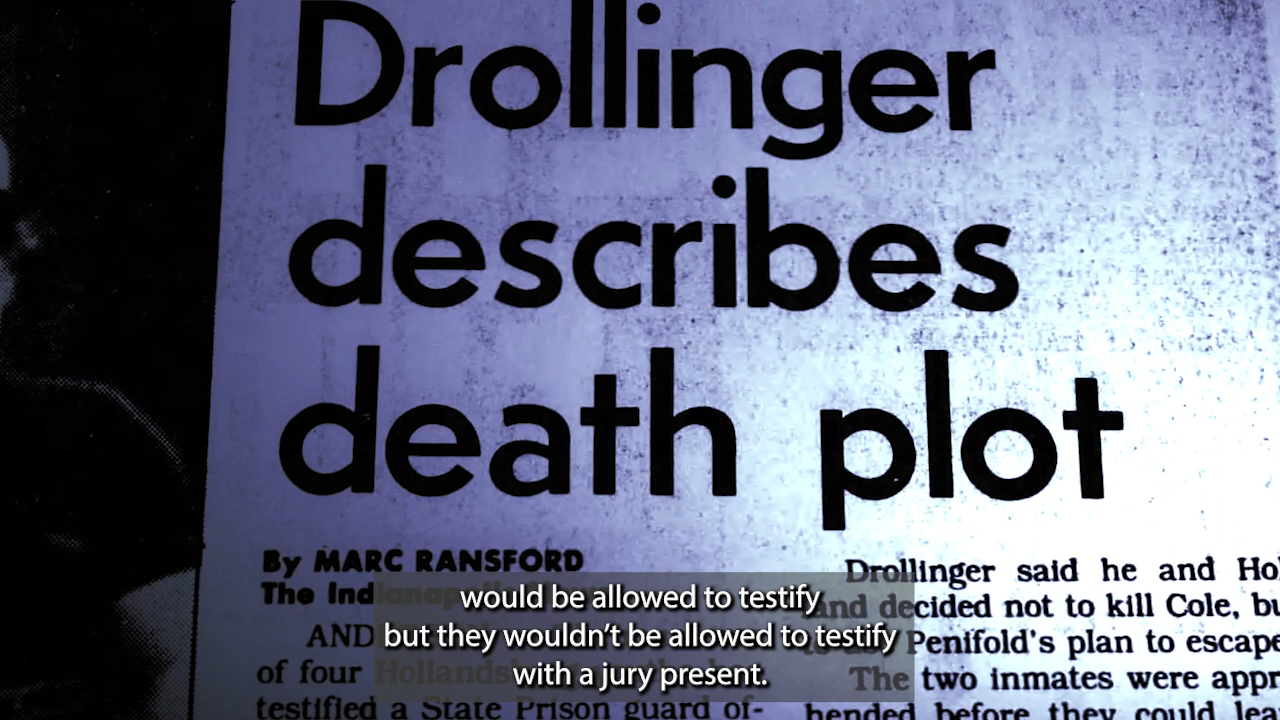 Drollinger
describes
death plot
By MARC RANSFORD
The Ind
AND
of four Hollands
testified a State Prison guard of-
Drollinger said he and Ho
and decided not to kill Cole, bu
Penifold's plan to escape
The two inmates were appr
hended before they could lea
would be allowed to testify
but they wouldn't be allowed to testify
with a jury present.